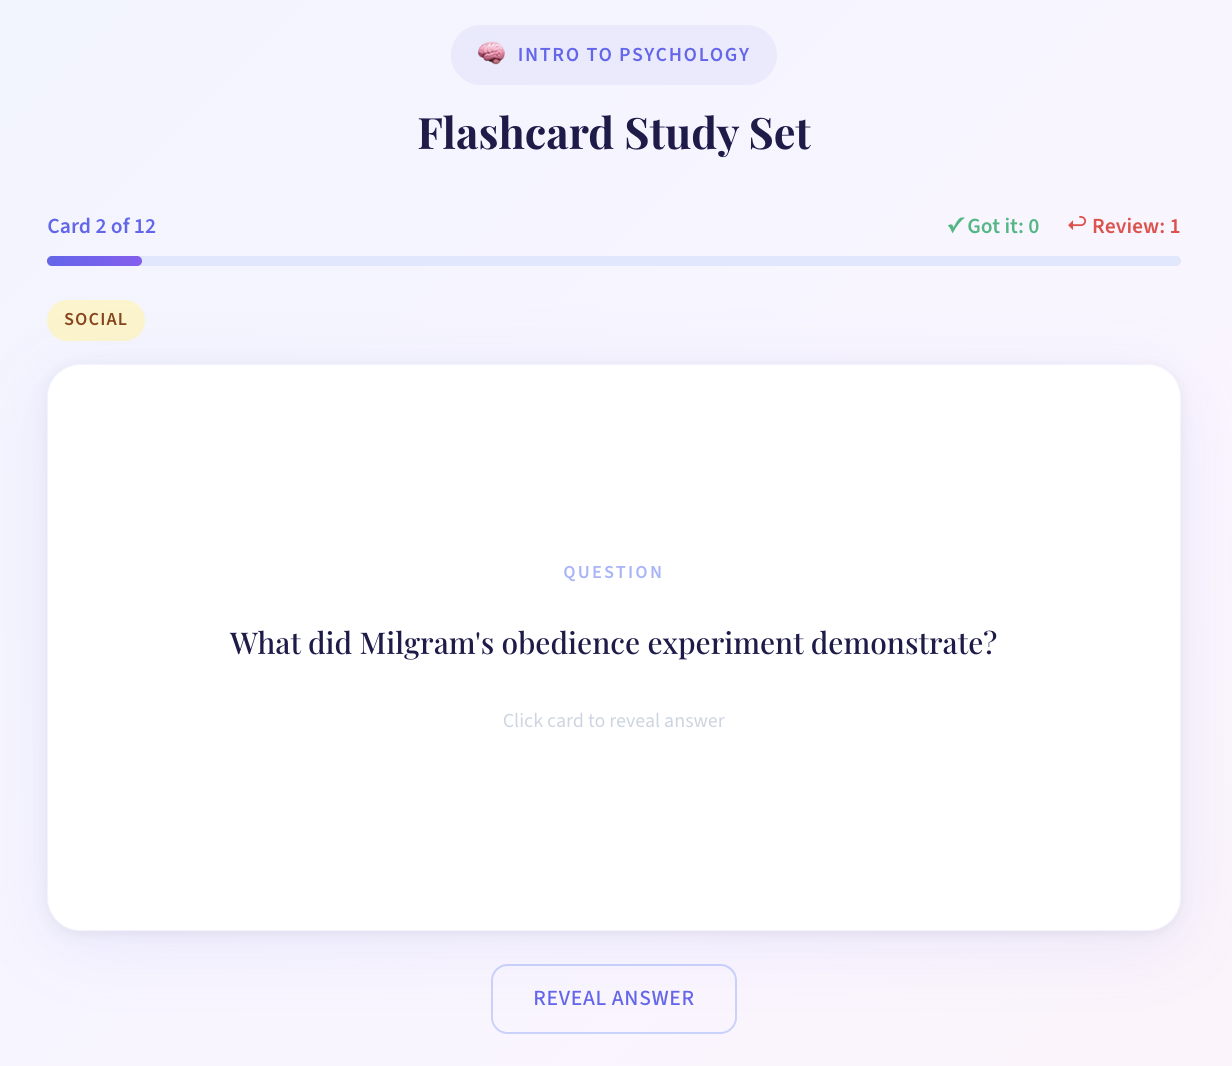 INTRO TO PSYCHOLOGY
Flashcard Study Set
Card 2 of 12
✓ Got it: 0 ↩ Review: 1
SOCIAL
QUESTION
What did Milgram's obedience experiment demonstrate?
Click card to reveal answer
REVEAL ANSWER